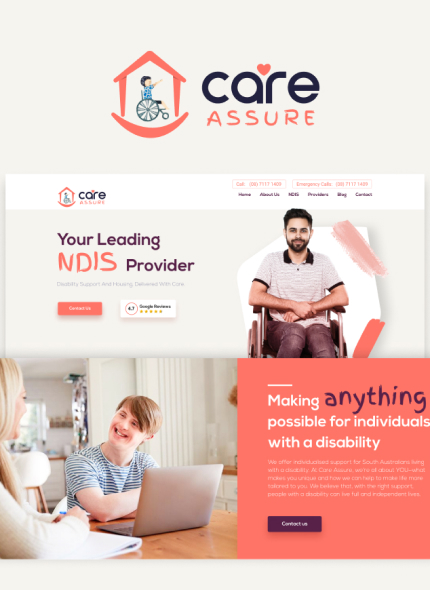 care
ASSURE
care
ASSURE
Call: (08) 7117 1409 Emergency Calls: (08) 7117 1409
Home About Us NDIS Providers Blog Contact
Your Leading
NDIS Provider
Disability Support And Housing, Delivered With Care
Contact Us
4.7 Google Reviews
Making anything
possible for individuals
with a disability
We offer individualised support for South Australians living
with a disability. At Care Assure, we're all about YOU—what
makes you unique and how we can help to make life more
tailored to you. We believe that, with the right support,
people with a disability can live full and independent lives.
Contact us